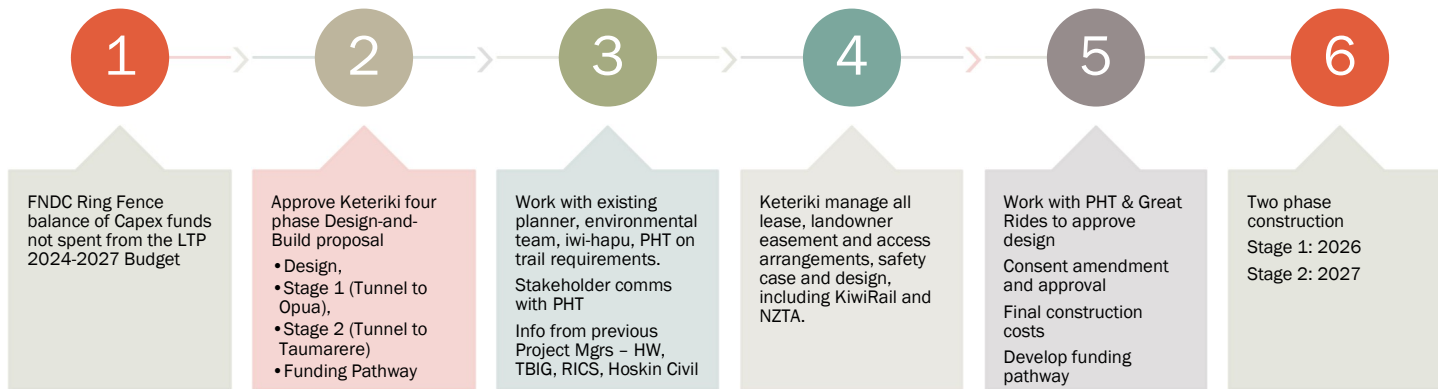 1
2
3
4
5
6
FNDC Ring Fence
balance of Capex funds
not spent from the LTP
2024-2027 Budget
Approve Keteriki four
phase Design-and-
Build proposal
•Design,
•Stage 1 (Tunnel to
Opua),
•Stage 2 (Tunnel to
Taumarere)
•Funding Pathway
Work with existing
planner, environmental
team, iwi-hapu, PHT on
trail requirements.
Stakeholder comms
with PHT
Info from previous
Project Mgrs – HW,
TBIG, RICS, Hoskin Civil
Keteriki manage all
lease, landowner
easement and access
arrangements, safety
case and design,
including KiwiRail and
NZTA.
Work with PHT & Great
Rides to approve
design
Consent amendment
and approval
Final construction
costs
Develop funding
pathway
Two phase
construction
Stage 1: 2026
Stage 2: 2027